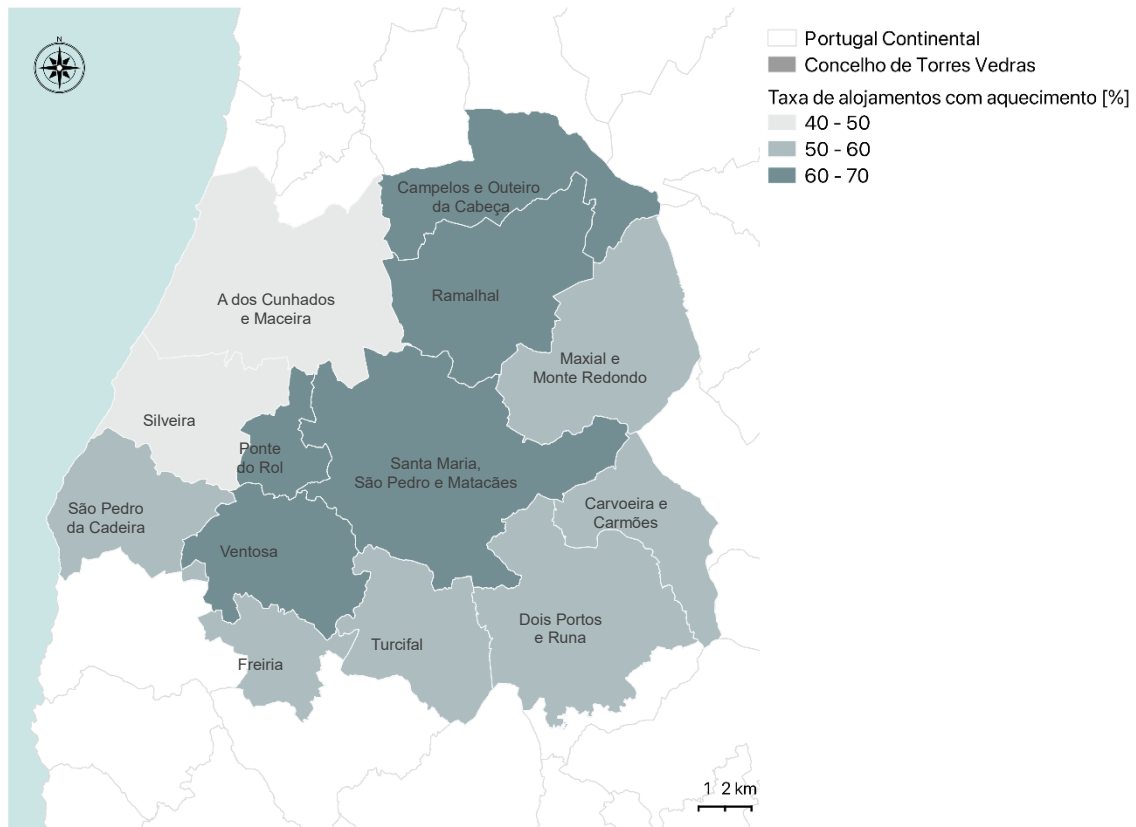 N
Portugal Continental
Concelho de Torres Vedras
Taxa de alojamentos com aquecimento [%]
40 - 50
50 - 60
60 - 70
Campelos e Outeiro
da Cabeça
Ramalhal
A dos Cunhados
e Maceira
Maxial e
Monte Redondo
Silveira
Ponte
do Rol
Santa Maria,
São Pedro e Matacães
São Pedro
da Cadeira
Carvoeira e
Carmões
Ventosa
Dois Portos
e Runa
Turcifal
Freiria
1 2 km